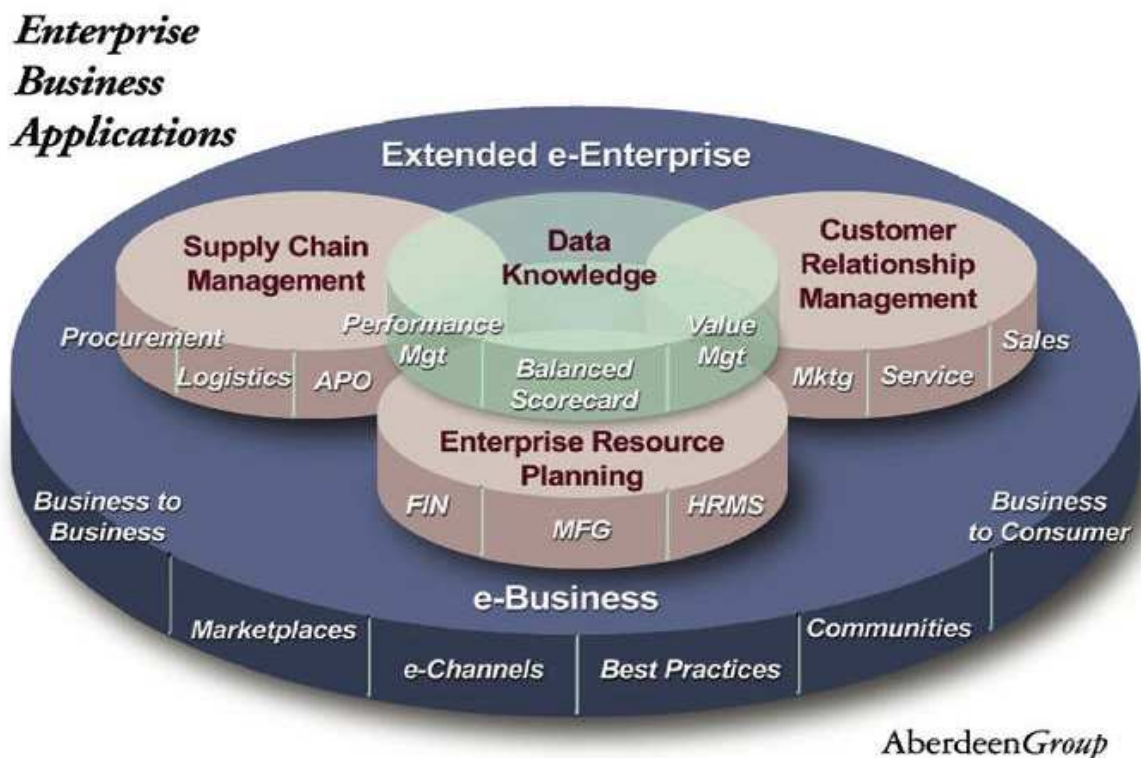 Enterprise
Business
Applications
Extended e-Enterprise
Supply Chain
Management
Data
Knowledge
Customer
Relationship
Management
Procurement
Logistics
APO
Performance
Mgt
Balanced
Scorecard
Value
Mgt
Mktg
Service
Sales
Enterprise Resource
Planning
FIN
MFG
HRMS
Business to
Business
Business
to Consumer
e-Business
Marketplaces
e-Channels
Best Practices
Communities
AberdeenGroup